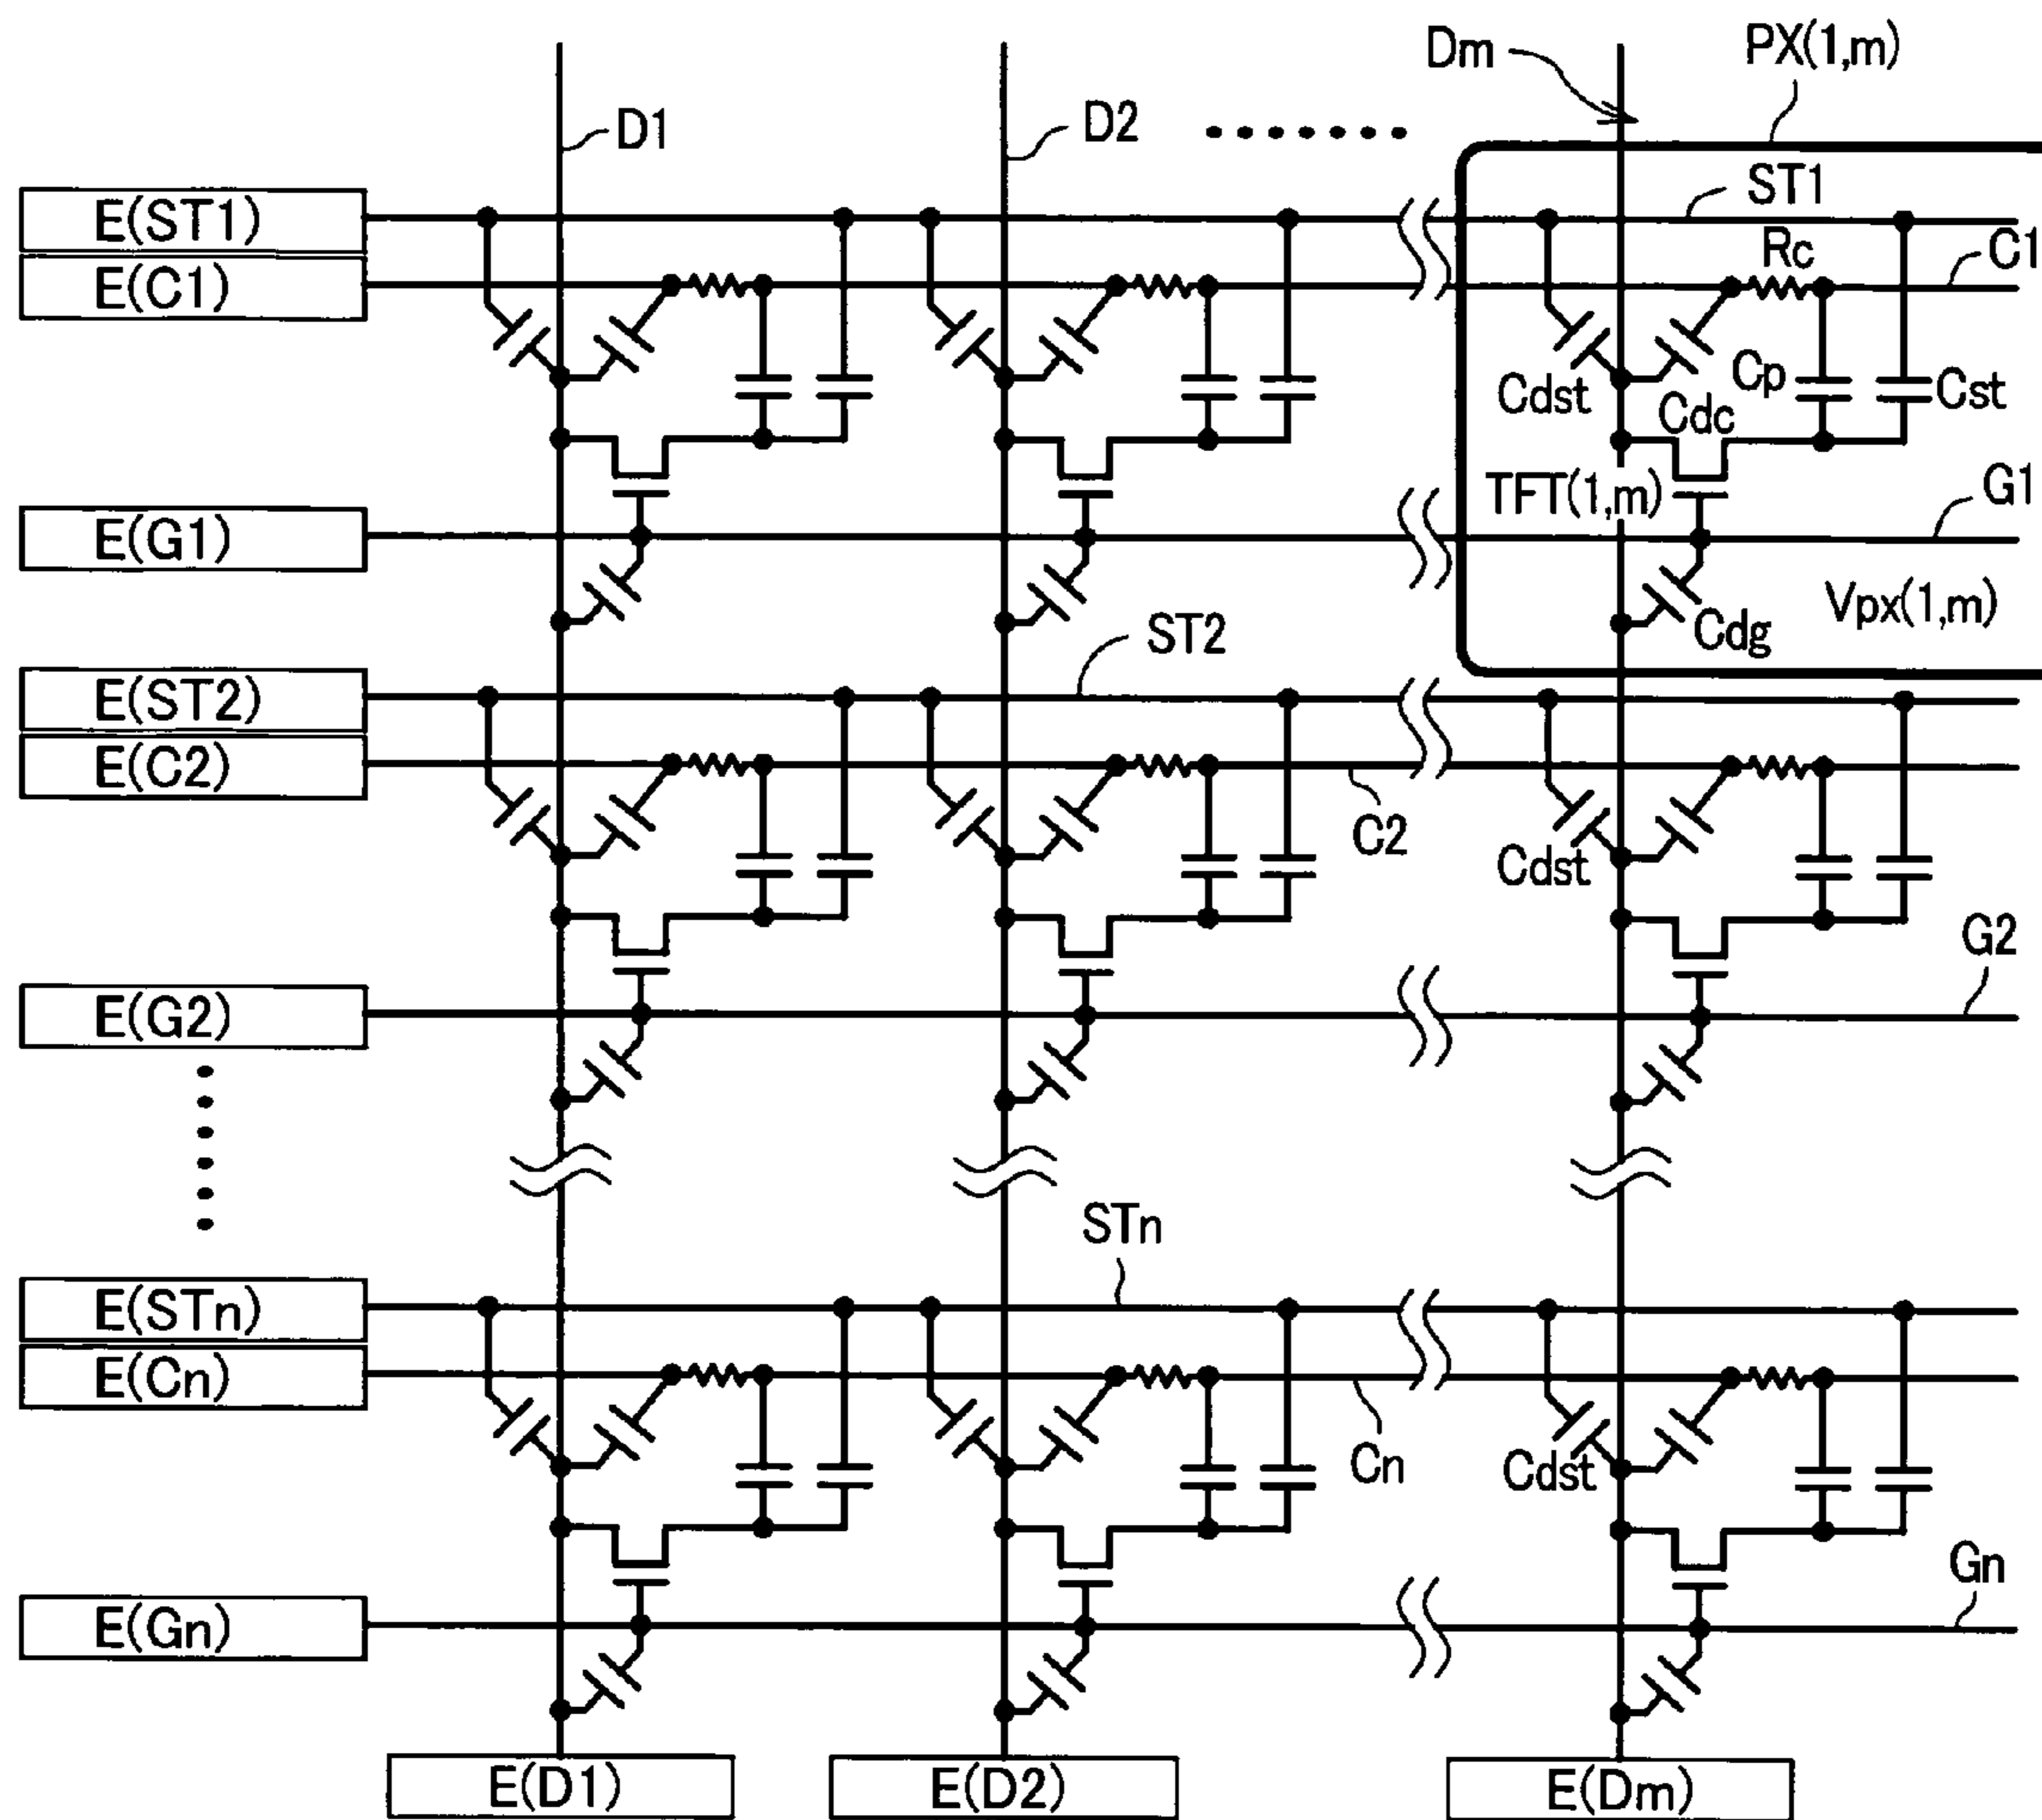 Dm
PX(1,m)
D1
D2
E(ST1)
ST1
E(C1)
Rc
C1
Cdst
Cdc
Cp
Cst
TFT(1,m)
G1
E(G1)
Cdg
Vpx(1,m)
ST2
E(ST2)
E(C2)
C2
Cdst
G2
E(G2)
STn
E(STn)
E(Cn)
Cn
Cdst
Gn
E(Gn)
E(D1)
E(D2)
E(Dm)